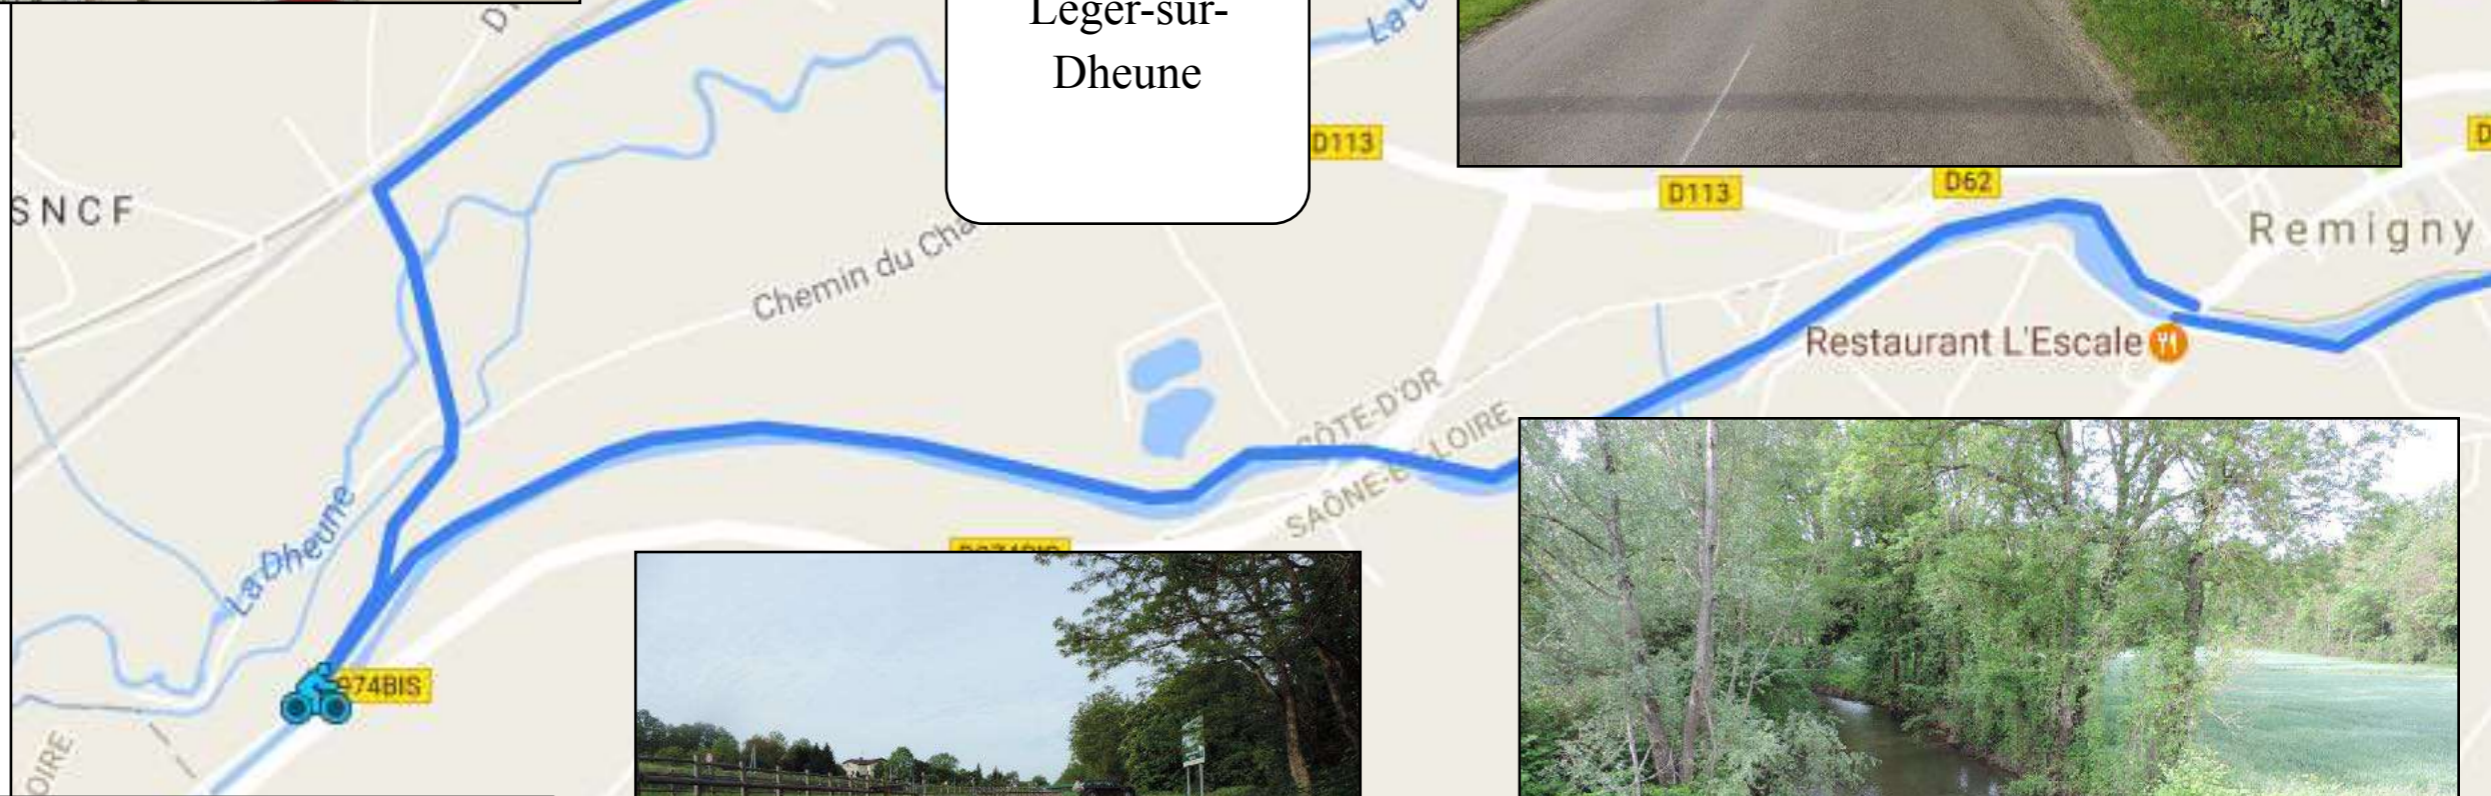 Léger-sur-
Dheune
D113
D113
D62
SNCF
Remigny
Chemin du
Restaurant L'Escale
CÔTE-D'OR
SAÔNE-ET-LOIRE
La Dheune
974BIS